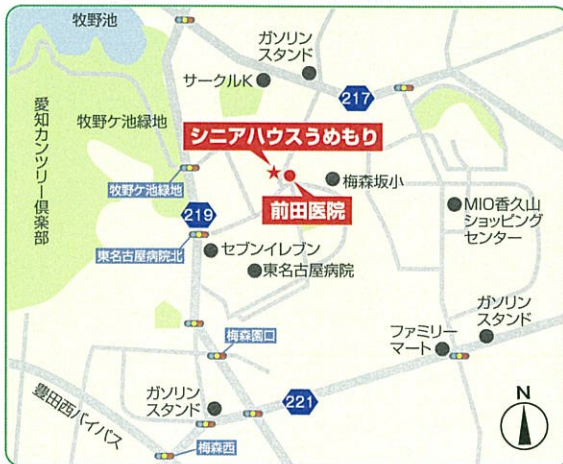 牧野池
ガソリン
スタンド
サークルK
217
愛知カンツリー倶楽部
牧野ケ池緑地
シニアハウスうめもり
梅森坂小
牧野ケ池緑地
前田医院
MIO香久山
ショッピング
センター
219
東名古屋病院北
セブンイレブン
東名古屋病院
ガソリン
スタンド
ファミリー
マート
梅森園口
豊田西バイパス
ガソリン
スタンド
221
N
梅森西